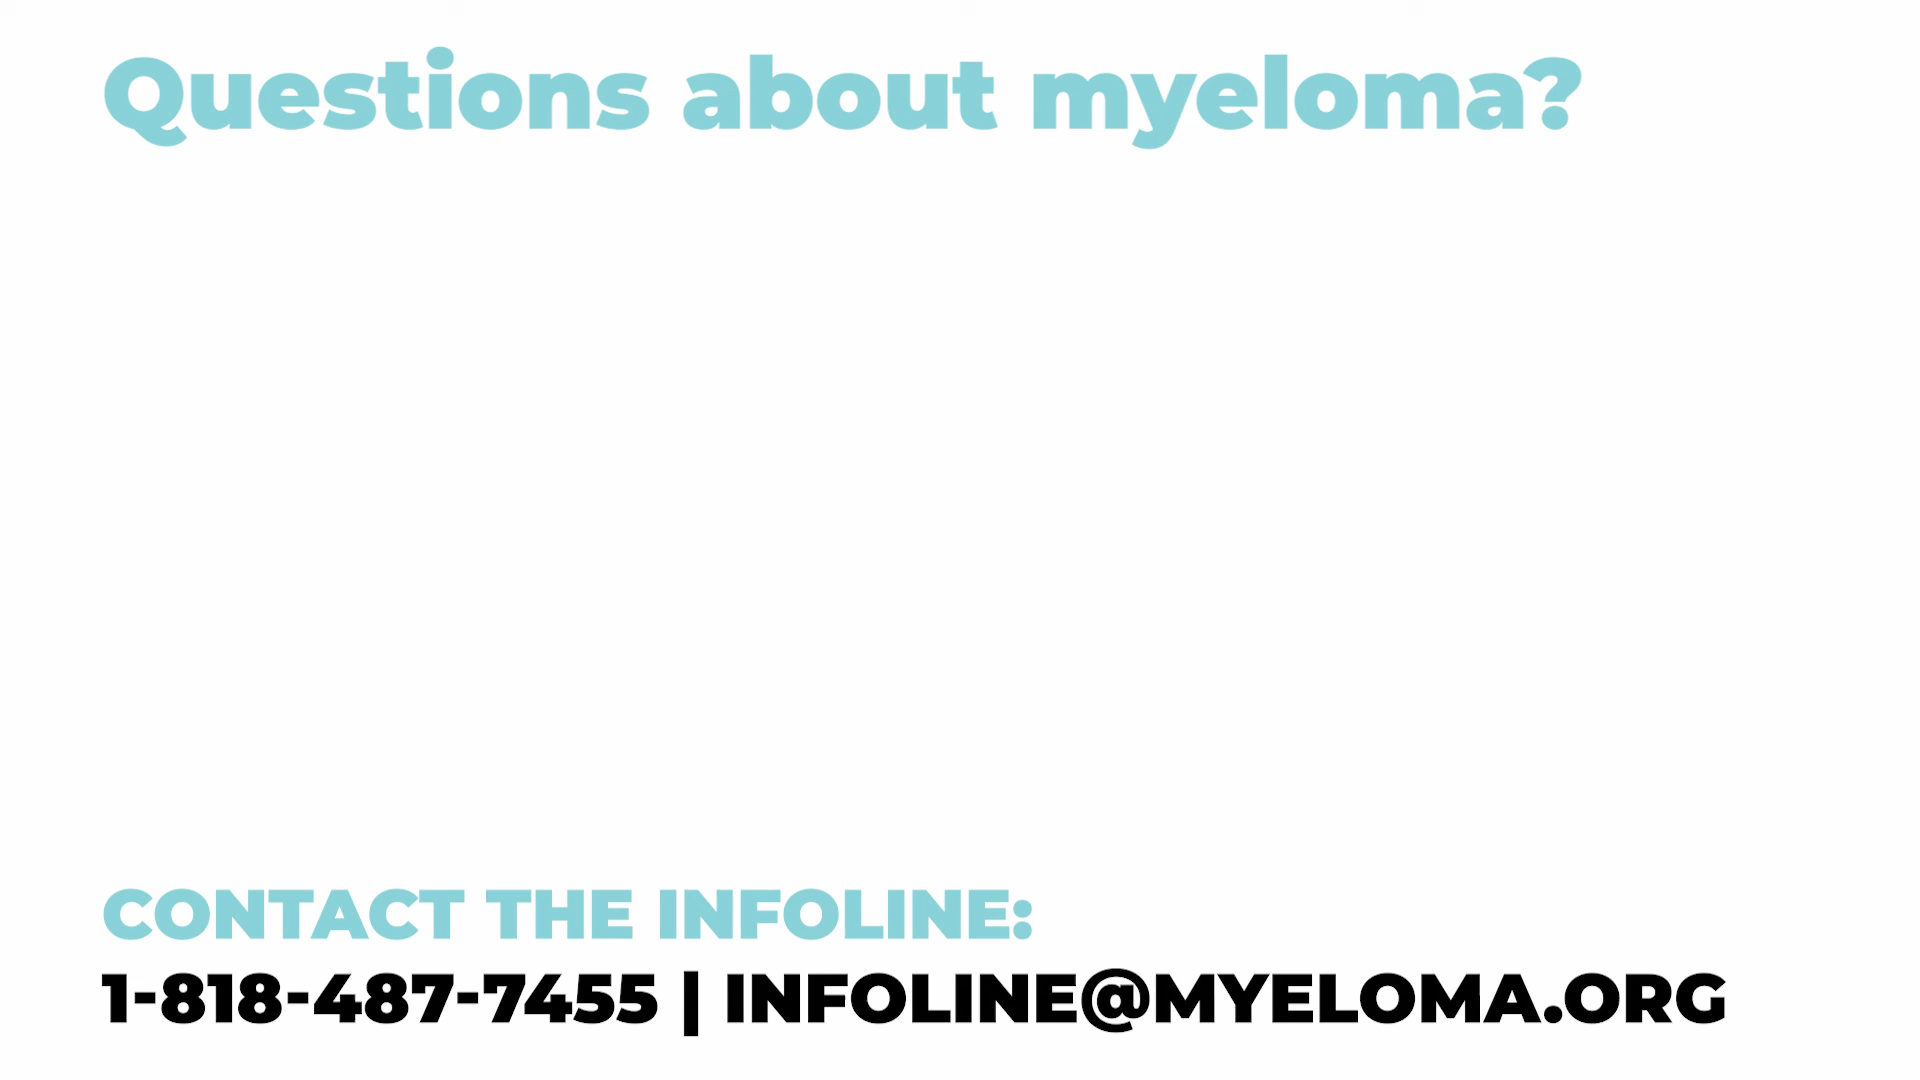 Questions about myeloma?
CONTACT THE INFOLINE:
1-818-487-7455 | INFOLINE@MYELOMA.ORG